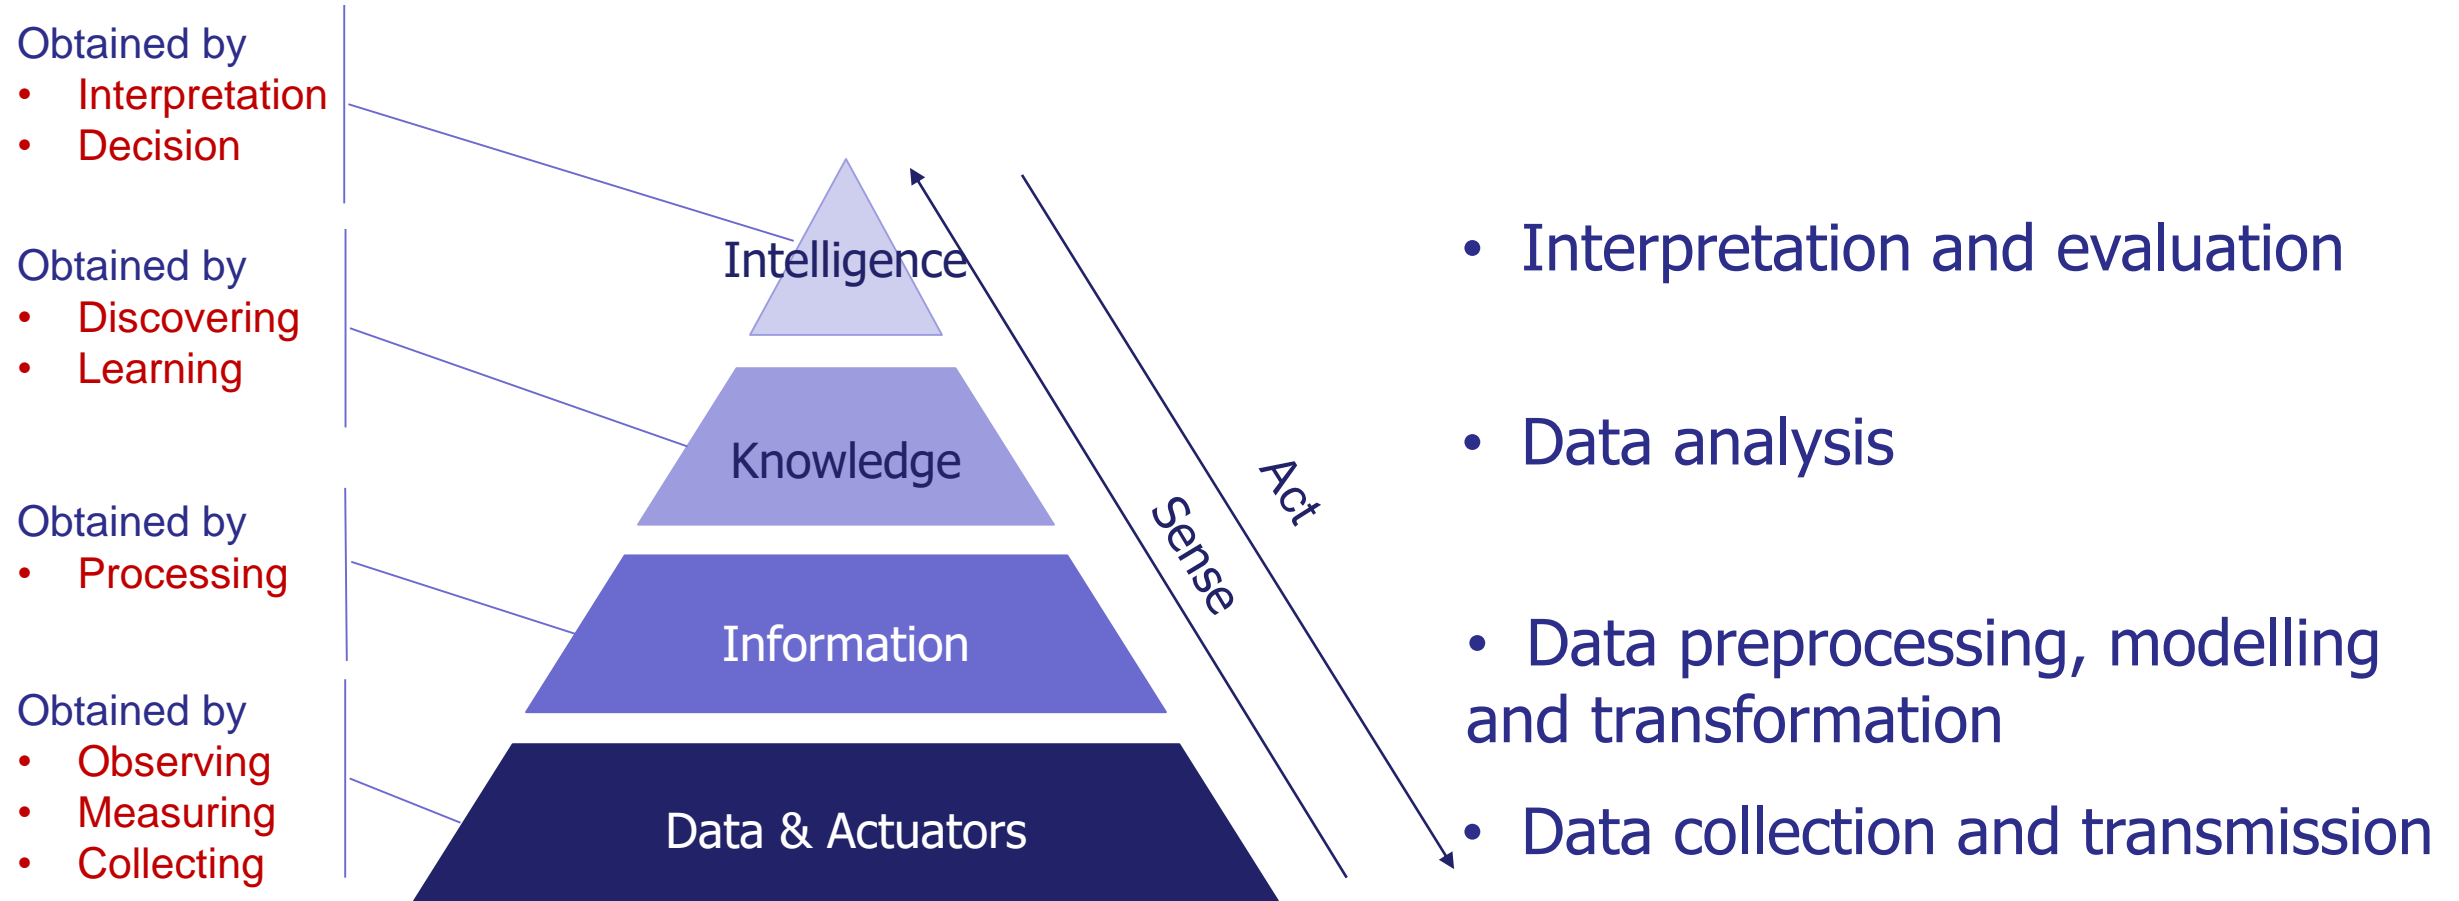 Obtained by
• Interpretation
• Decision
Obtained by
• Discovering
• Learning
Obtained by
• Processing
Obtained by
• Observing
• Measuring
• Collecting
Intelligence
Knowledge
Information
Data & Actuators
Sense
Act
• Interpretation and evaluation
• Data analysis
• Data preprocessing, modelling
and transformation
• Data collection and transmission